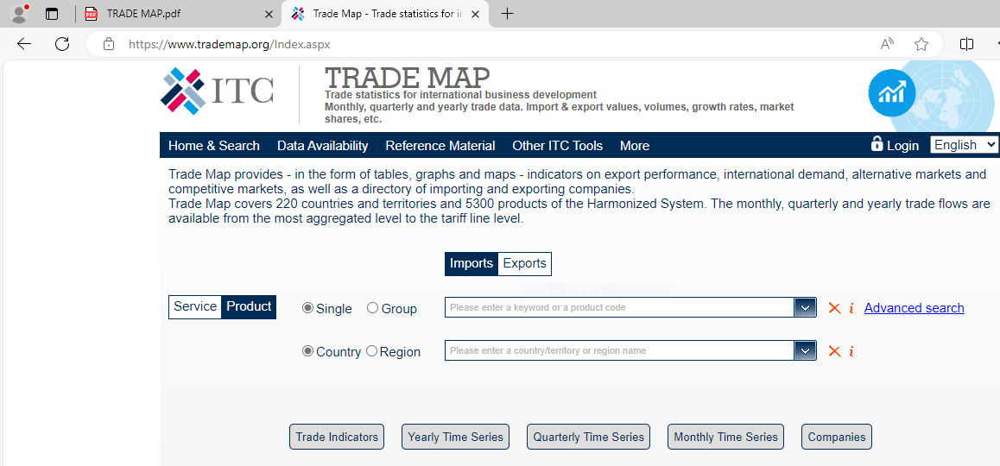 TRADE MAP.pdf
Trade Map - Trade statistics for in
https://www.trademap.org/Index.aspx
ITC
TRADE MAP
Trade statistics for international business development
Monthly, quarterly and yearly trade data. Import & export values, volumes, growth rates, market
shares, etc.
Home & Search Data Availability Reference Material Other ITC Tools More Login English
Trade Map provides - in the form of tables, graphs and maps - indicators on export performance, international demand, alternative markets and
competitive markets, as well as a directory of importing and exporting companies.
Trade Map covers 220 countries and territories and 5300 products of the Harmonized System. The monthly, quarterly and yearly trade flows are
available from the most aggregated level to the tariff line level.
Imports Exports
Service Product Single Group Please enter a keyword or a product code Advanced search
Country Region Please enter a country/territory or region name
Trade Indicators Yearly Time Series Quarterly Time Series Monthly Time Series Companies